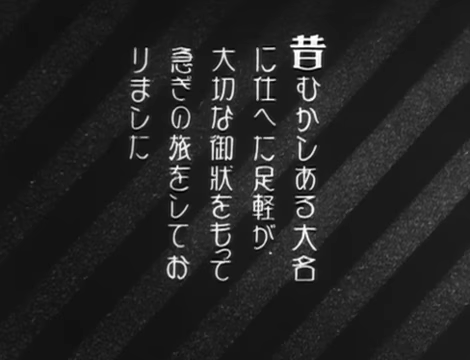 昔むかしある大名
に仕へた足軽が、
大切な御狀をもって
急ぎの旅をしてお
りました